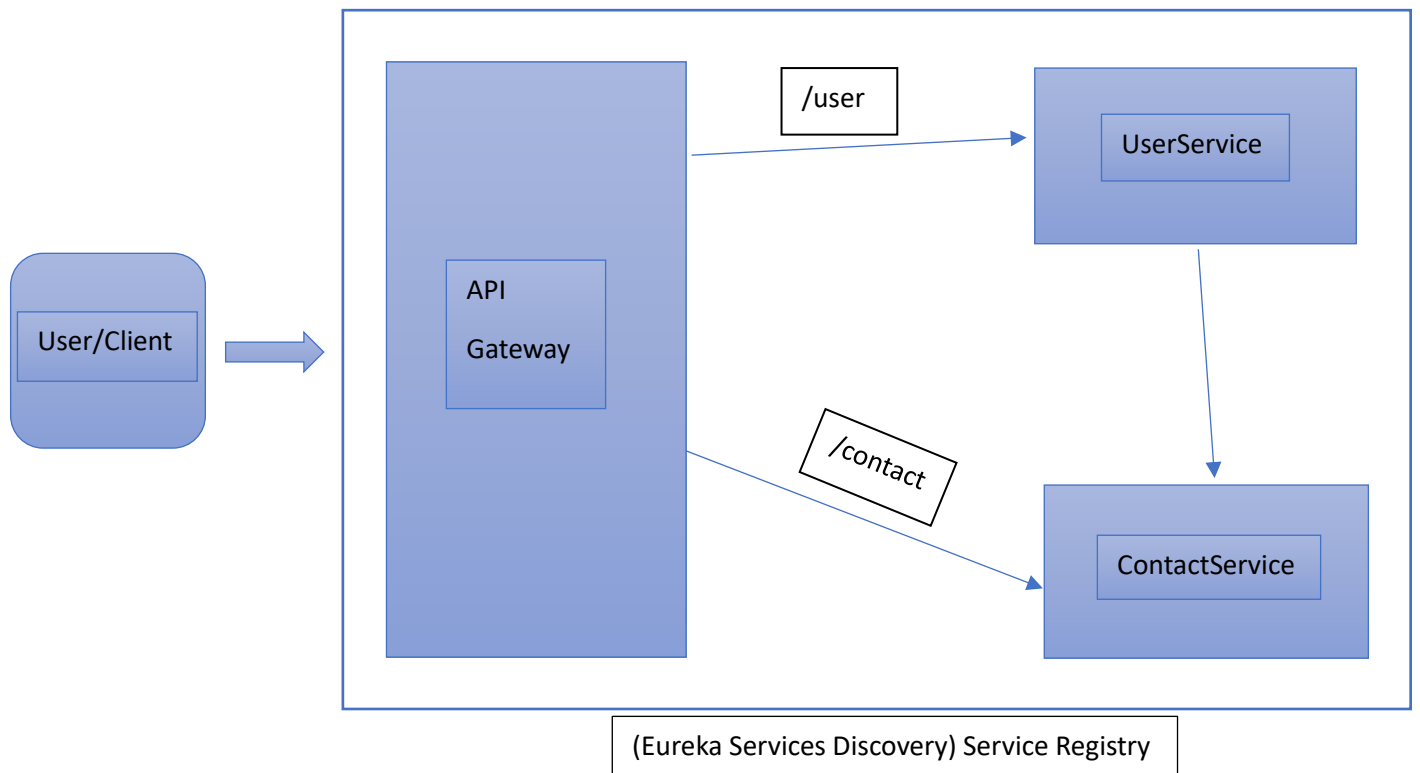 User/Client
API
Gateway
/user
/contact
UserService
ContactService
(Eureka Services Discovery) Service Registry